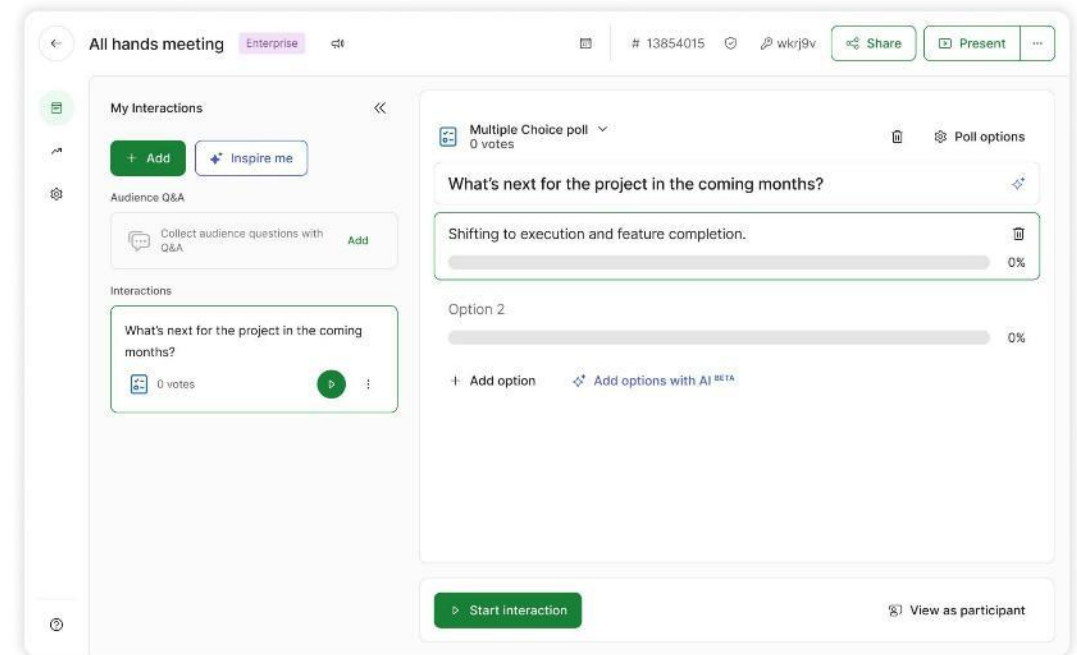 All hands meeting
Enterprise
# 13854015
wkrj9v
Share
Present
My Interactions
+ Add
Inspire me
Audience Q&A
Collect audience questions with
Q&A
Add
Interactions
What's next for the project in the coming
months?
0 votes
Multiple Choice poll
0 votes
Poll options
What's next for the project in the coming months?
Shifting to execution and feature completion.
0%
Option 2
0%
+ Add option
Add options with AI BETA
Start interaction
View as participant